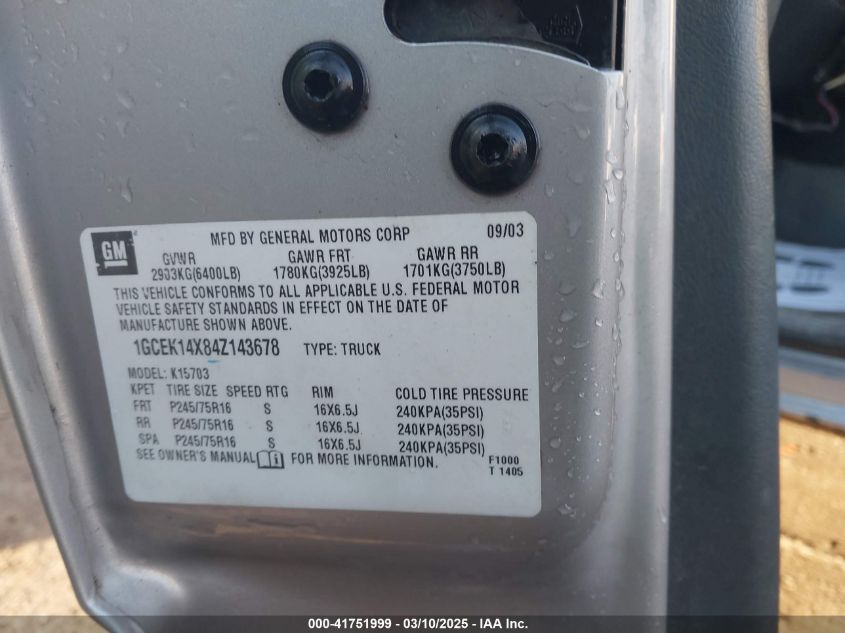 GM
MFD BY GENERAL MOTORS CORP 09/03
GVWR GAWR FRT GAWR RR
2933KG(6400LB) 1780KG(3925LB) 1701KG(3750LB)
THIS VEHICLE CONFORMS TO ALL APPLICABLE U.S. FEDERAL MOTOR
VEHICLE SAFETY STANDARDS IN EFFECT ON THE DATE OF
MANUFACTURE SHOWN ABOVE.
1GCEK14X84Z143678 TYPE: TRUCK
MODEL: K15703
KPET TIRE SIZE SPEED RTG RIM COLD TIRE PRESSURE
FRT P245/75R16 S 16X6.5J 240KPA(35PSI)
RR P245/75R16 S 16X6.5J 240KPA(35PSI)
SPA P245/75R16 S 16X6.5J 240KPA(35PSI)
SEE OWNER'S MANUAL FOR MORE INFORMATION. F1000
T 1405
000-41751999 - 03/10/2025 - IAA Inc.